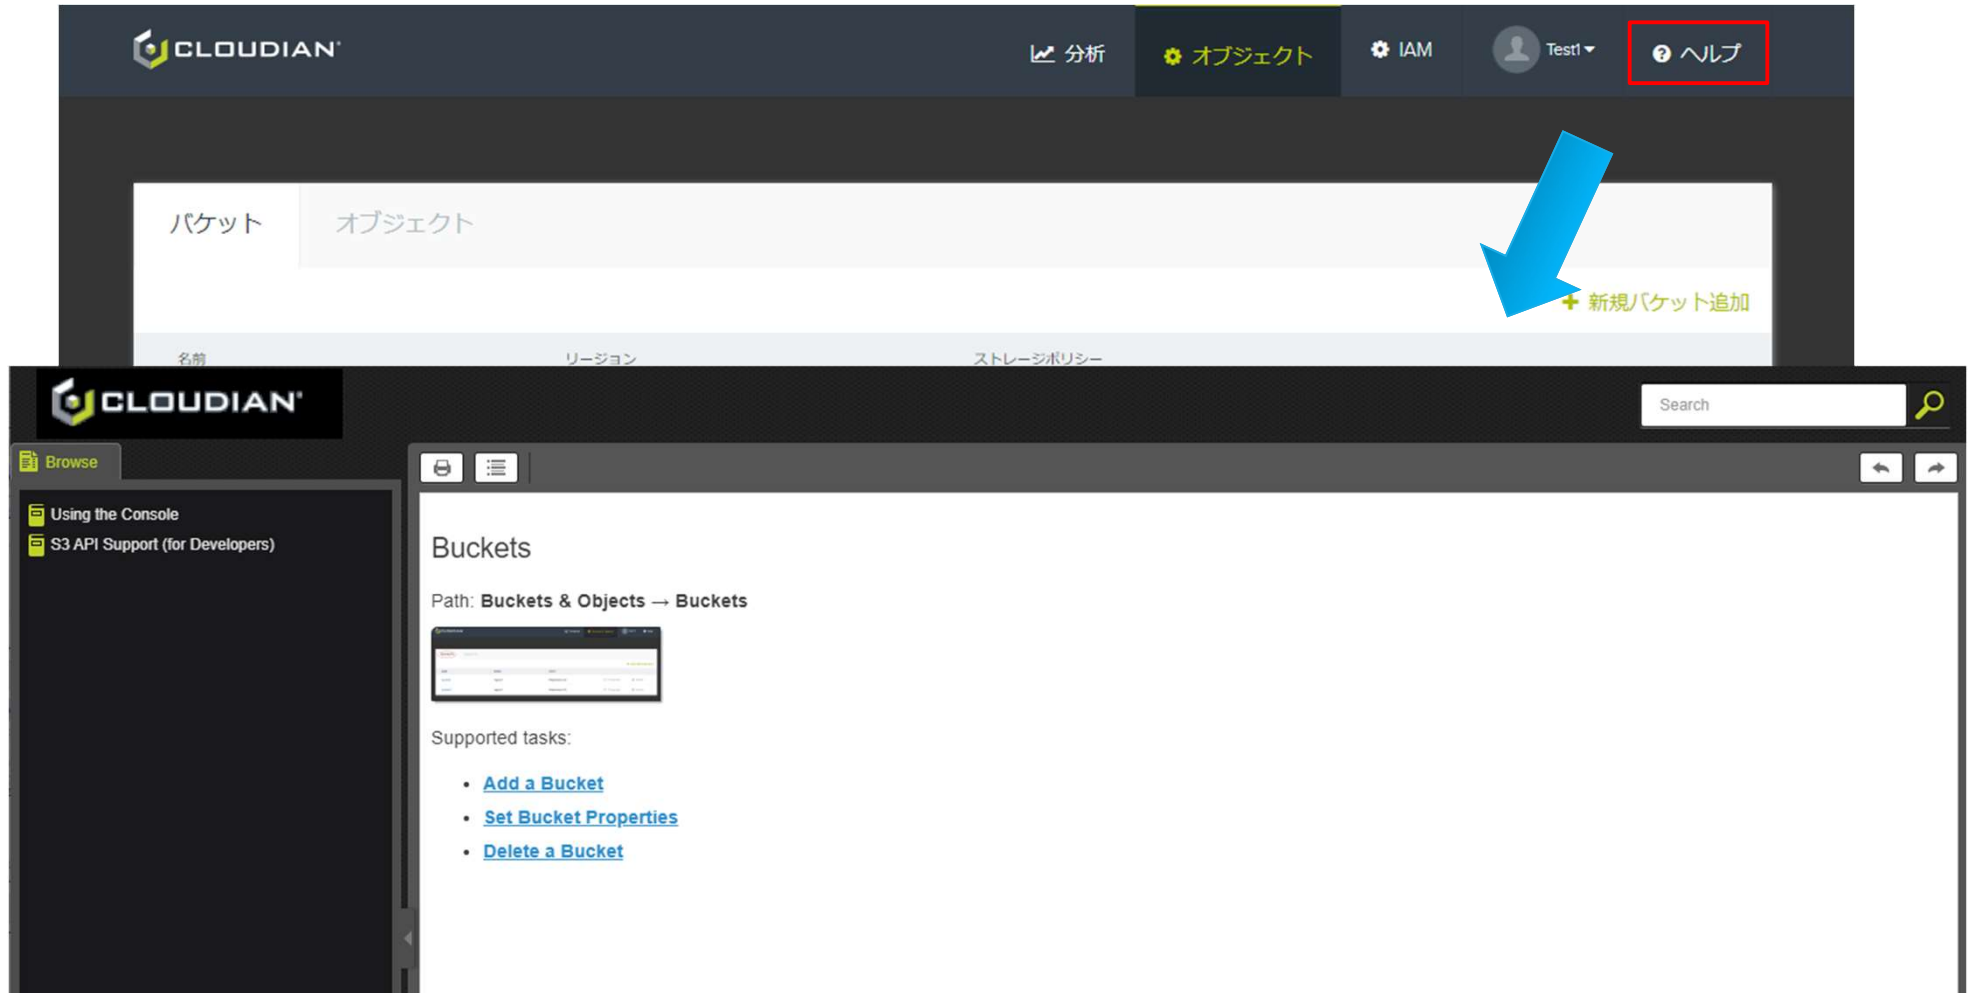 CLOUDIAN
分析
オブジェクト
IAM
Test1
ヘルプ
バケット
オブジェクト
+ 新規バケット追加
名前
リージョン
ストレージポリシー
CLOUDIAN
Search
Browse
Using the Console
S3 API Support (for Developers)
Buckets
Path: Buckets & Objects → Buckets
Supported tasks:
• Add a Bucket
• Set Bucket Properties
• Delete a Bucket